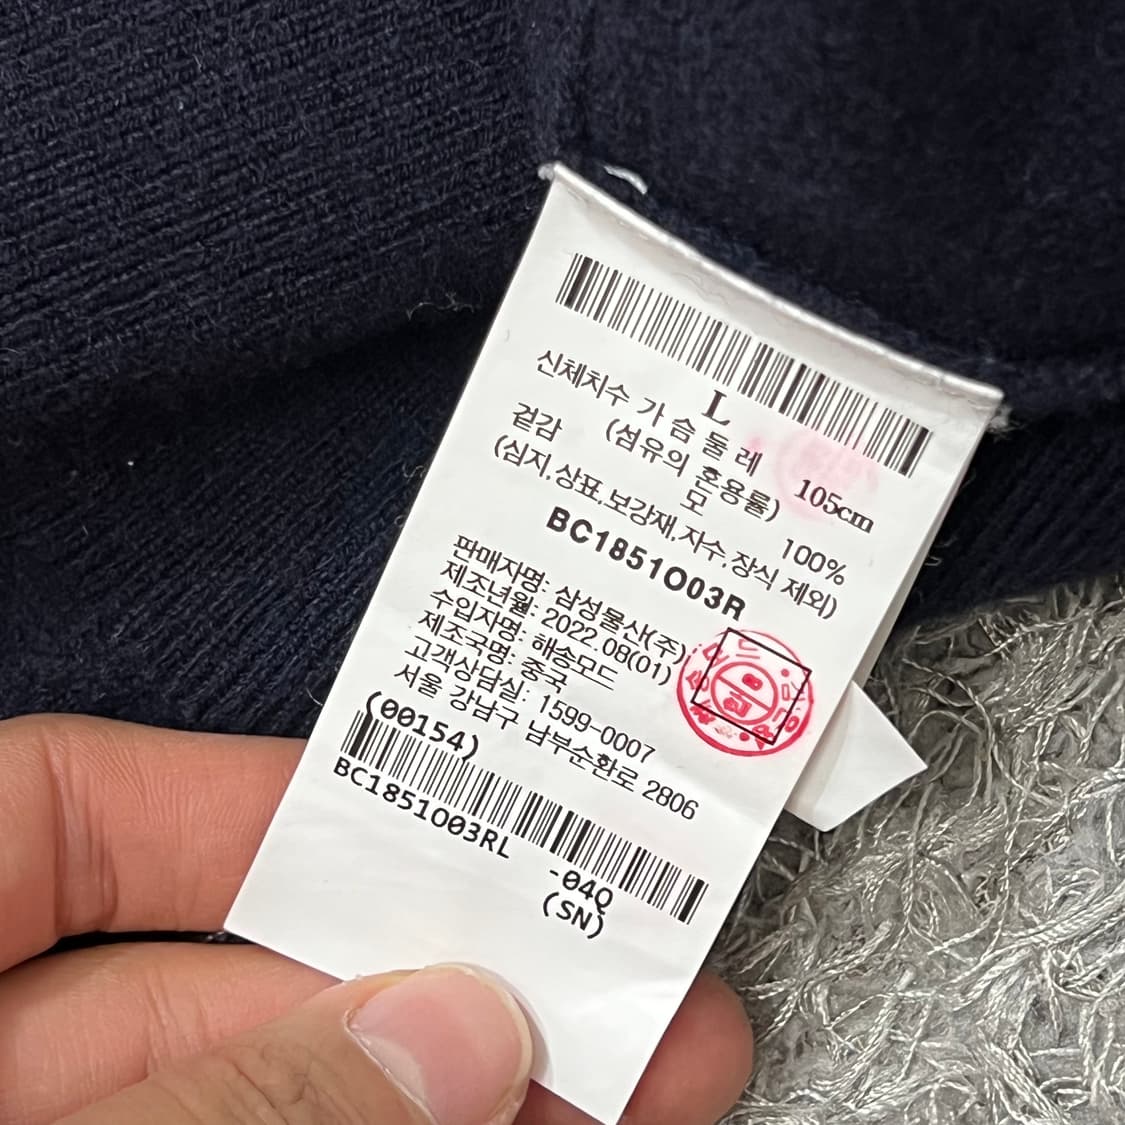 L
신체치수 가 슴 둘 레 105cm
(섬유의 혼용률)
겉감 모 100%
(심지,상표,보강재,자수,장식 제외)
BC1851O03R
판매자명: 삼성물산(주)
제조년월: 2022.08(01)
수입자명: 해송모드
제조국명: 중국
고객상담실: 1599-0007
서울 강남구 남부순환로 2806
(00154)
BC1851O03RL
-04Q
(SN)